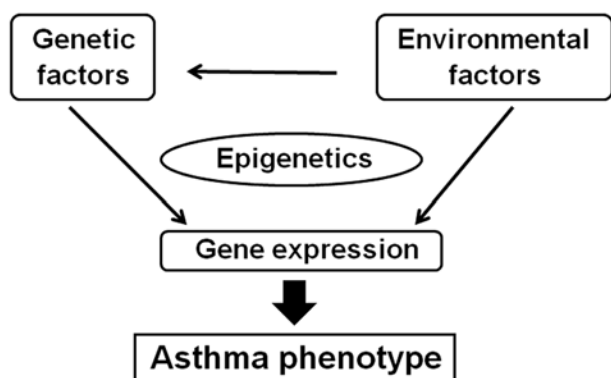 Genetic
factors
Environmental
factors
Epigenetics
Gene expression
Asthma phenotype